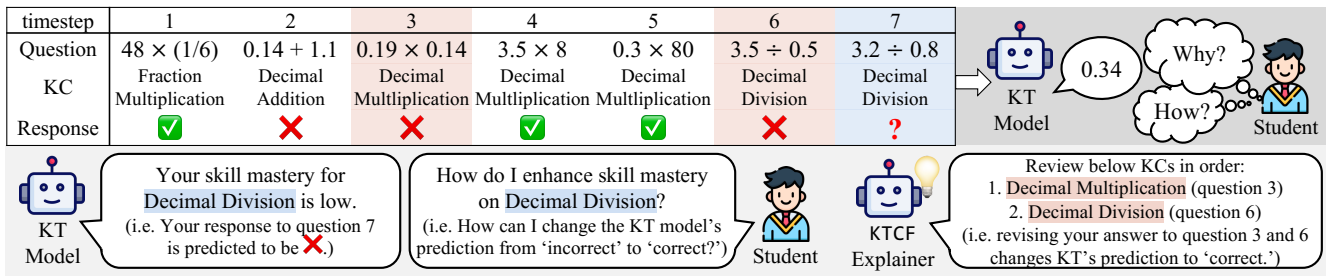 timestep 1 2 3 4 5 6 7
Question 48 × (1/6) 0.14 + 1.1 0.19 × 0.14 3.5 × 8 0.3 × 80 3.5 ÷ 0.5 3.2 ÷ 0.8
KC Fraction Multliplication Decimal Addition Decimal Multliplication Decimal Multliplication Decimal Multliplication Decimal Division Decimal Division
Response ✅ ❌ ❌ ✅ ✅ ❌ ?
KT
Model
0.34
Why?
How?
Student
KT
Model
Your skill mastery for
Decimal Division is low.
(i.e. Your response to question 7
is predicted to be ❌.)
How do I enhance skill mastery
on Decimal Division?
(i.e. How can I change the KT model's
prediction from 'incorrect' to 'correct?')
Student
KTCF
Explainer
Review below KCs in order:
1. Decimal Multiplication (question 3)
2. Decimal Division (question 6)
(i.e. revising your answer to question 3 and 6
changes KT's prediction to 'correct.')